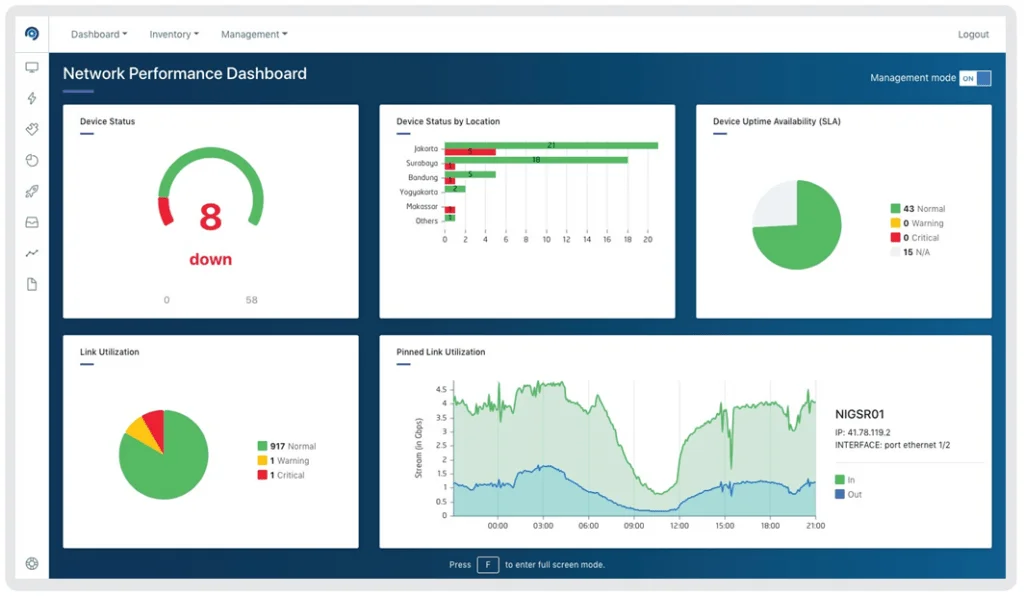 Dashboard Inventory Management Logout
Network Performance Dashboard
Management mode ON
Device Status
8
down
0 58
Device Status by Location
Jakarta 21
5
Surabaya 18
1
Bandung 5
1
Yogyakarta 2
Makassar 1
Others 1
0 2 4 6 8 10 12 14 16 18 20
Device Uptime Availability (SLA)
43 Normal
0 Warning
0 Critical
15 N/A
Link Utilization
917 Normal
1 Warning
1 Critical
Pinned Link Utilization
Stream (in Gbps)
4.5
4
3.5
3
2.5
2
1.5
1
0.5
0
00:00 03:00 06:00 09:00 12:00 15:00 18:00 21:00
NIGSR01
IP: 41.78.119.2
INTERFACE: port ethernet 1/2
In
Out
Press F to enter full screen mode.